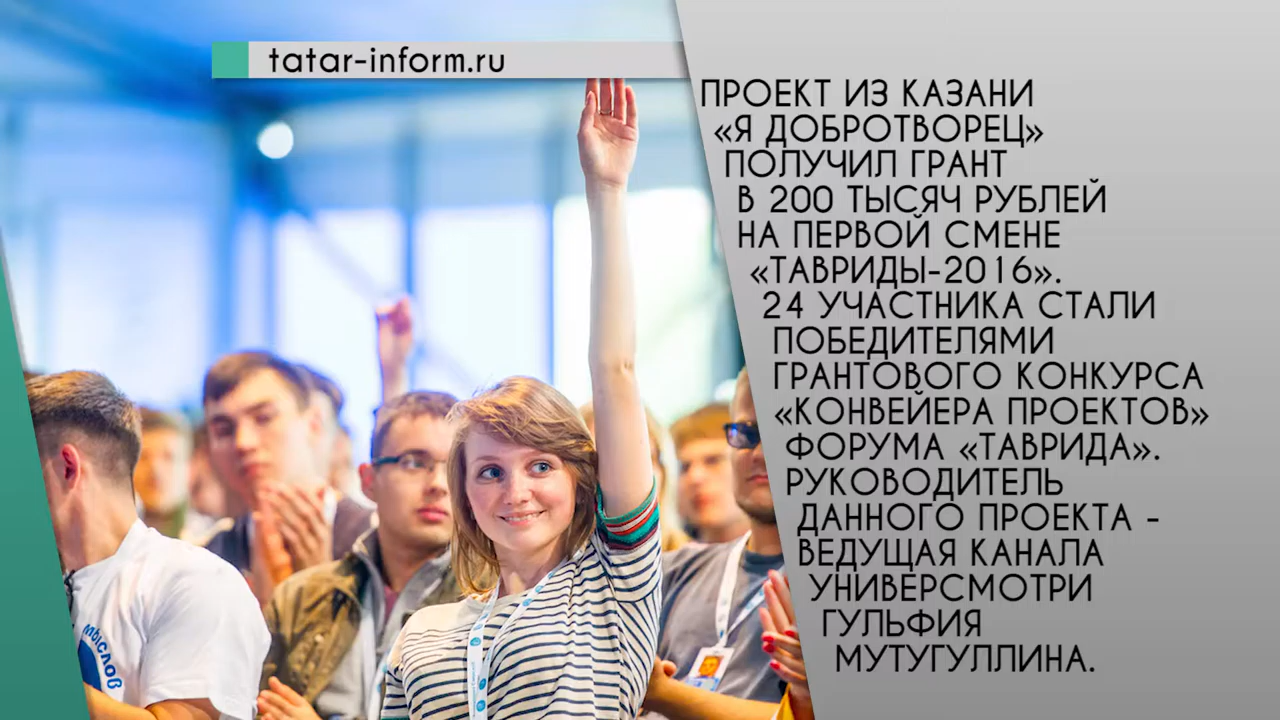 tatar-inform.ru
ПРОЕКТ ИЗ КАЗАНИ
«Я ДОБРОТВОРЕЦ»
ПОЛУЧИЛ ГРАНТ
В 200 ТЫСЯЧ РУБЛЕЙ
НА ПЕРВОЙ СМЕНЕ
«ТАВРИДЫ-2016».
24 УЧАСТНИКА СТАЛИ
ПОБЕДИТЕЛЯМИ
ГРАНТОВОГО КОНКУРСА
«КОНВЕЙЕРА ПРОЕКТОВ»
ФОРУМА «ТАВРИДА».
РУКОВОДИТЕЛЬ
ДАННОГО ПРОЕКТА -
ВЕДУЩАЯ КАНАЛА
УНИВЕРСМОТРИ
ГУЛЬФИЯ
МУТУГУЛЛИНА.